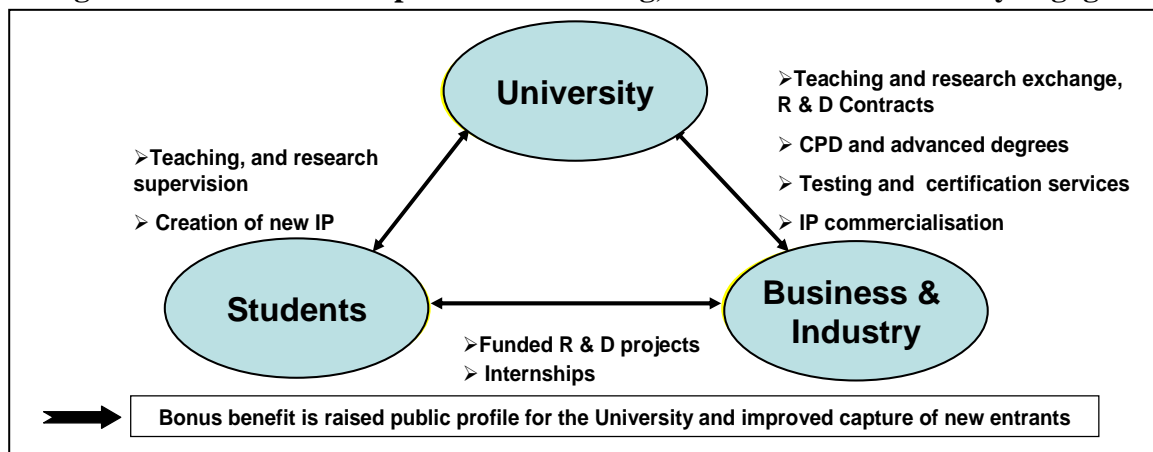 University
➢Teaching and research exchange,
R & D Contracts
➢ CPD and advanced degrees
➢ Testing and certification services
➢ IP commercialisation
➢Teaching, and research
supervision
➢ Creation of new IP
Students
Business &
Industry
➢Funded R & D projects
➢ Internships
Bonus benefit is raised public profile for the University and improved capture of new entrants